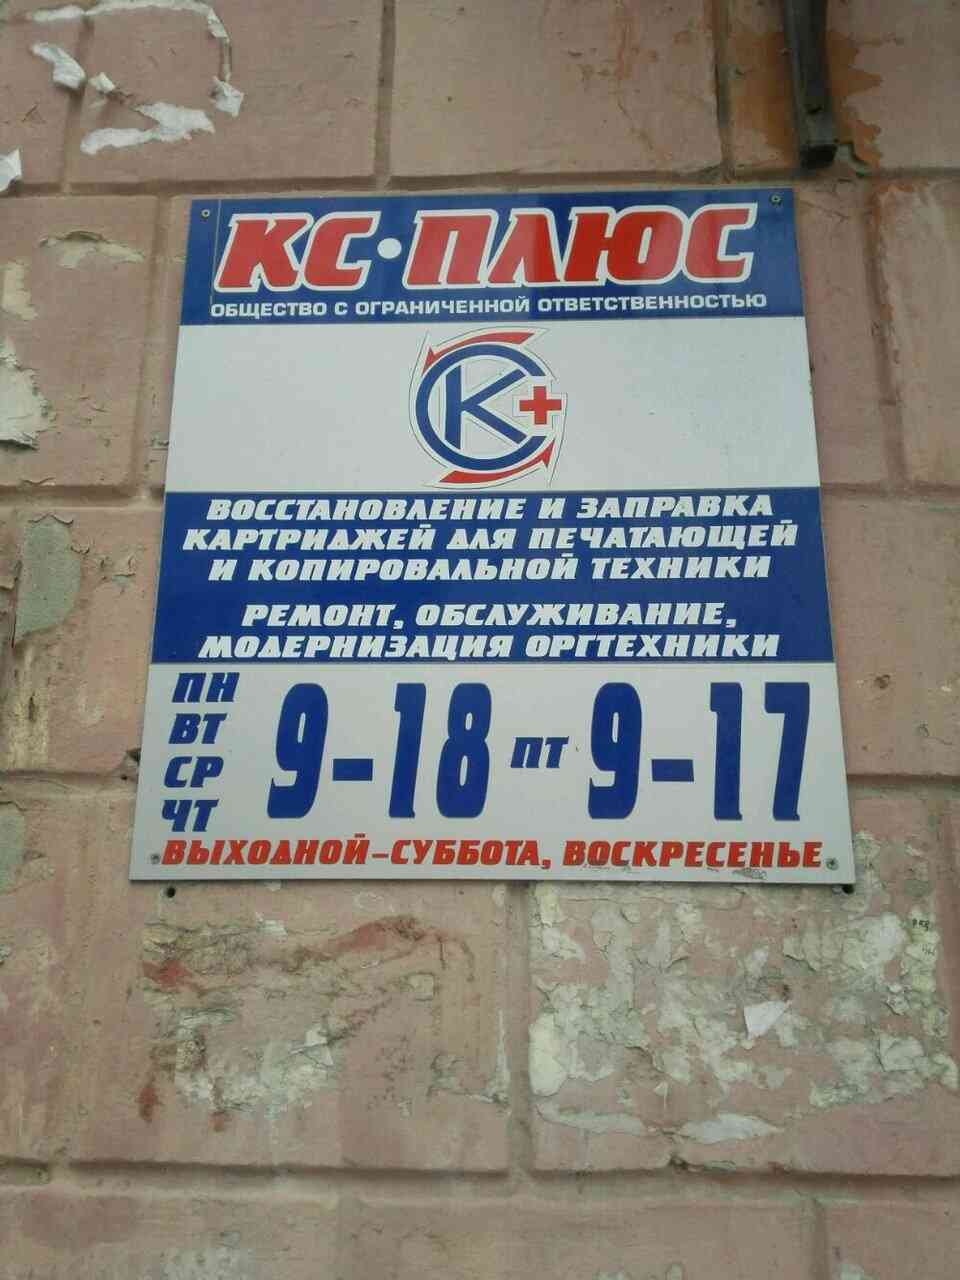 КС·ПЛЮС
ОБЩЕСТВО С ОГРАНИЧЕННОЙ ОТВЕТСТВЕННОСТЬЮ
КС+
ВОССТАНОВЛЕНИЕ И ЗАПРАВКА
КАРТРИДЖЕЙ ДЛЯ ПЕЧАТАЮЩЕЙ
И КОПИРОВАЛЬНОЙ ТЕХНИКИ
РЕМОНТ, ОБСЛУЖИВАНИЕ,
МОДЕРНИЗАЦИЯ ОРГТЕХНИКИ
ПН
ВТ
СР
ЧТ
9-18 ПТ 9-17
ВЫХОДНОЙ-СУББОТА, ВОСКРЕСЕНЬЕ